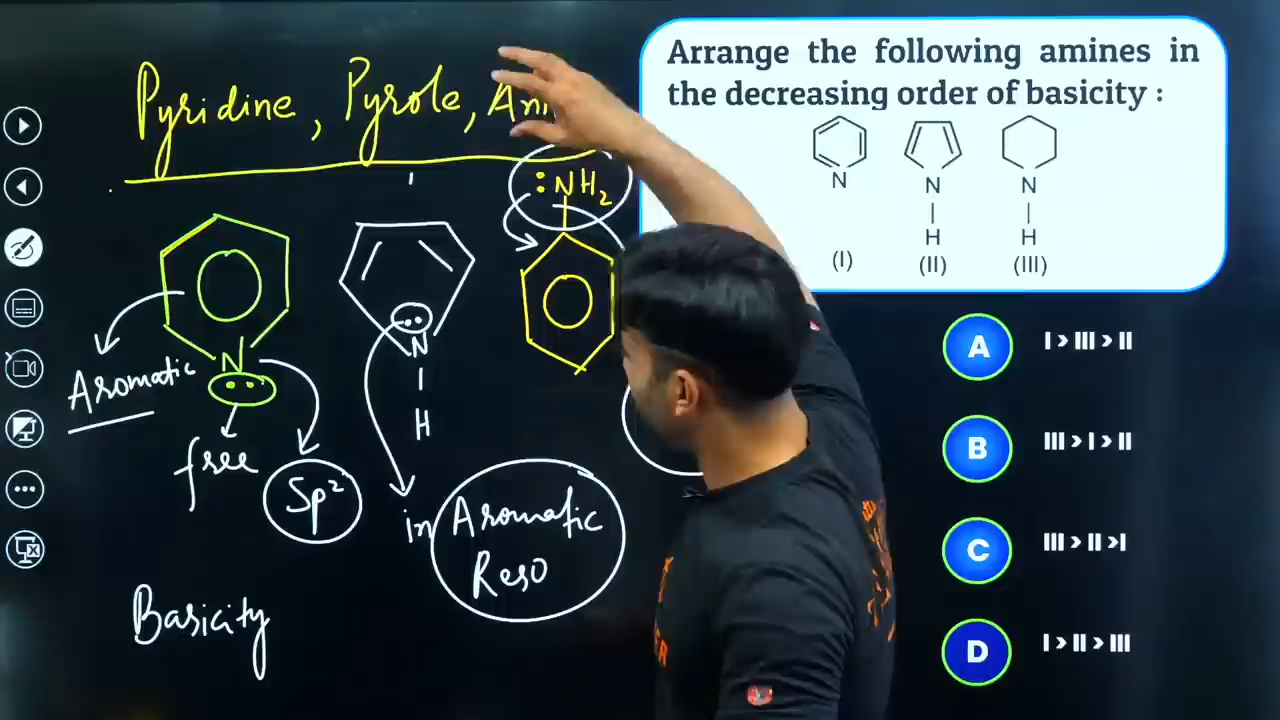 Pyridine, Pyrole, Ani
:NH2
N
Aromatic
free
Sp²
N
H
in Aromatic
Reso
Basicity
Arrange the following amines in
the decreasing order of basicity :
N
N
H
N
H
(I)
(II)
(III)
A I > III > II
B III > I > II
C III > II > I
D I > II > III